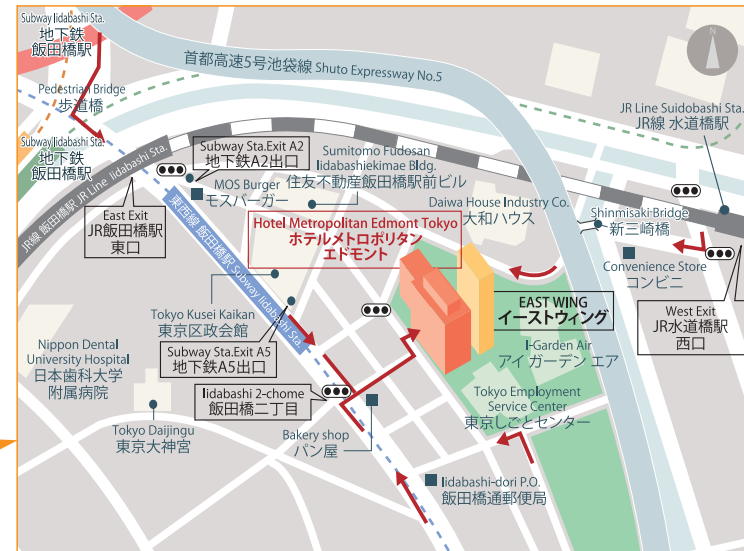 Subway Iidabashi Sta.
地下鉄
飯田橋駅
首都高速5号池袋線 Shuto Expressway No.5
N
Pedestrian Bridge
歩道橋
JR Line Suidobashi Sta.
JR線 水道橋駅
Subway Iidabashi Sta.
地下鉄
飯田橋駅
Subway Sta.Exit A2
地下鉄A2出口
Sumitomo Fudosan
Iidabashiekimae Bldg.
住友不動産飯田橋駅前ビル
MOS Burger
モスバーガー
JR線 飯田橋駅 JR Line Iidabashi Sta.
East Exit
JR飯田橋駅
東口
Daiwa House Industry Co.
大和ハウス
Hotel Metropolitan Edmont Tokyo
ホテルメトロポリタン
エドモント
Shinmisaki-Bridge
新三崎橋
東西線 飯田橋駅 Subway Iidabashi Sta.
Convenience Store
コンビニ
Tokyo Kusei Kaikan
東京区政会館
EAST WING
イーストウィング
West Exit
JR水道橋駅
西口
Subway Sta.Exit A5
地下鉄A5出口
I-Garden Air
アイ ガーデン エア
Nippon Dental
University Hospital
日本歯科大学
附属病院
Iidabashi 2-chome
飯田橋二丁目
Tokyo Employment
Service Center
東京しごとセンター
Tokyo Daijingu
東京大神宮
Bakery shop
パン屋
Iidabashi-dori P.O.
飯田橋通郵便局